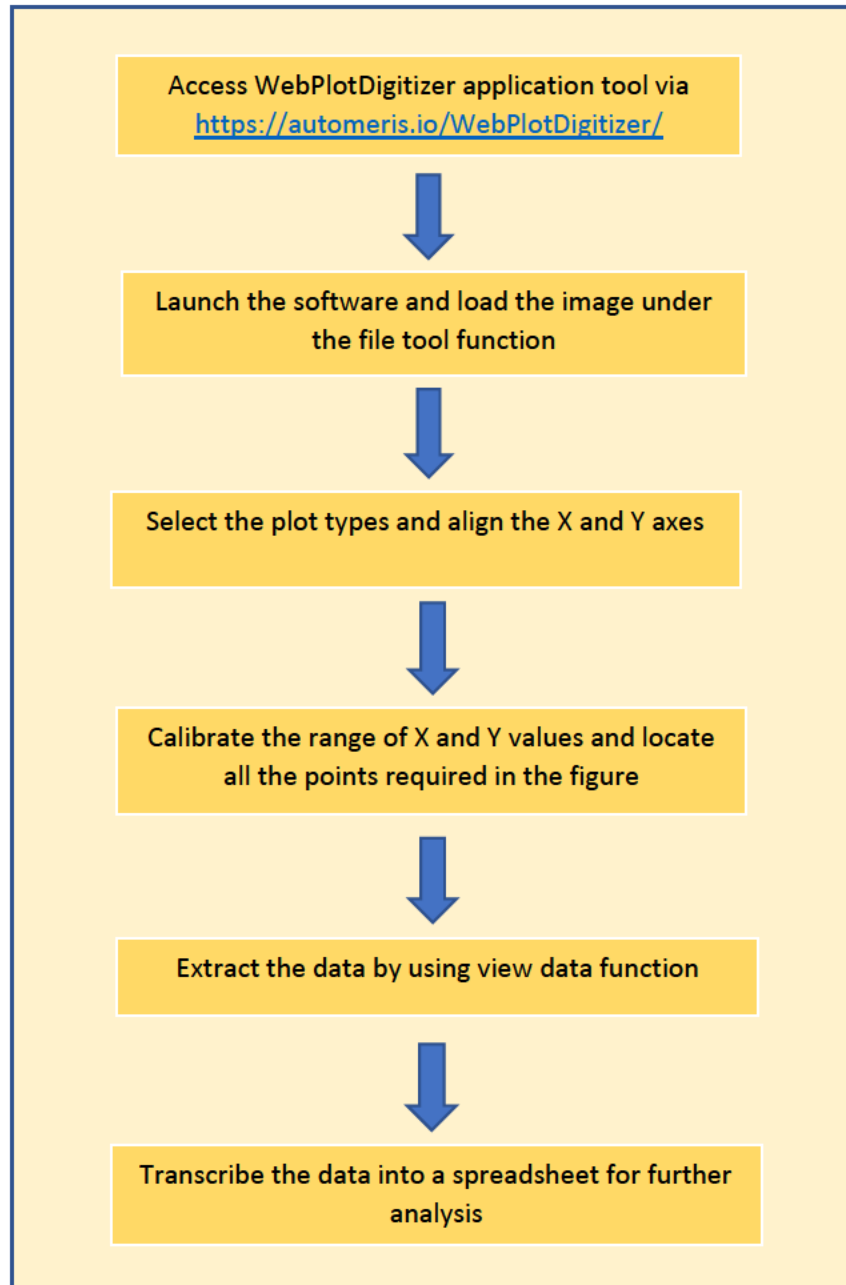 Access WebPlotDigitizer application tool via
https://automeris.io/WebPlotDigitizer/
Launch the software and load the image under
the file tool function
Select the plot types and align the X and Y axes
Calibrate the range of X and Y values and locate
all the points required in the figure
Extract the data by using view data function
Transcribe the data into a spreadsheet for further
analysis